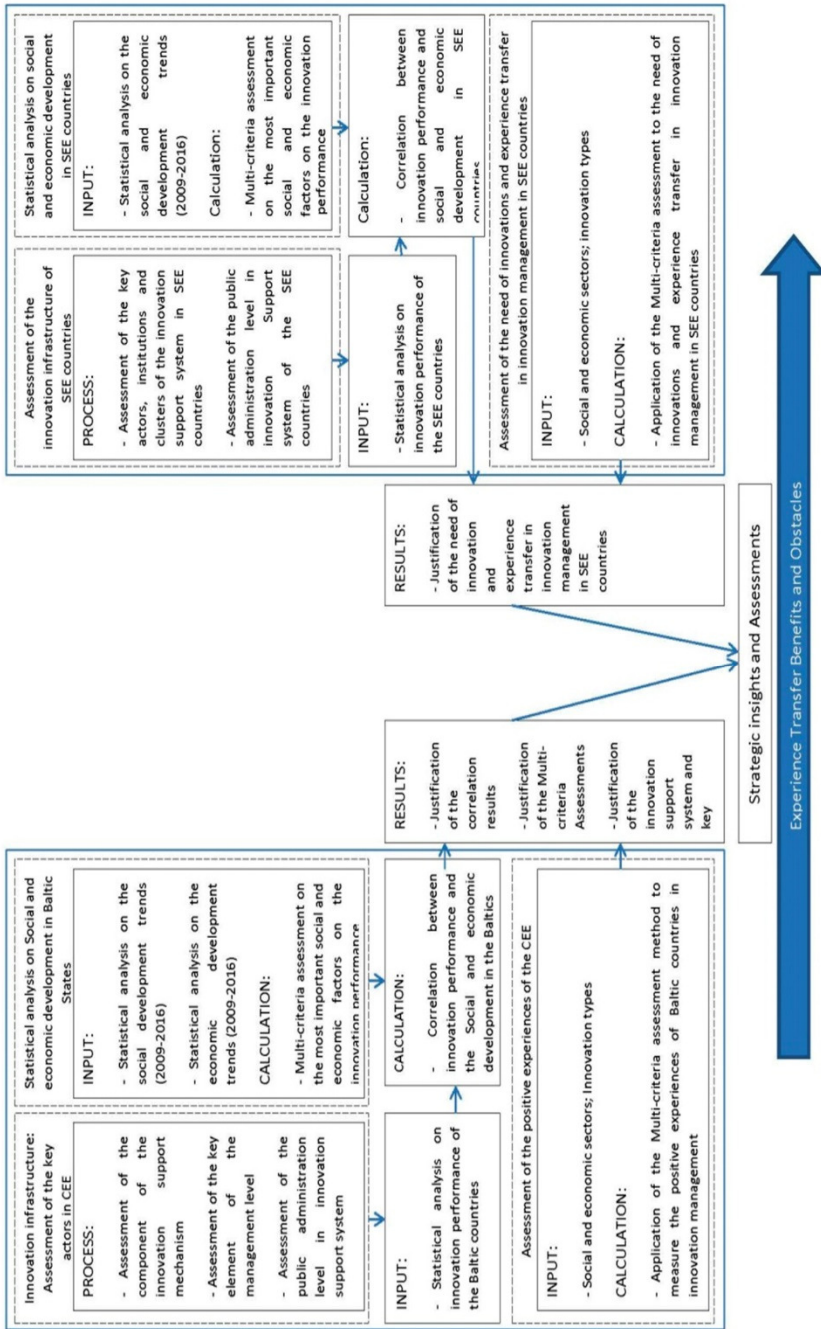 Innovation infrastructure:
Assessment of the key
actors in CEE
PROCESS:
- Assessment of the
component of the
innovation support
mechanism
- Assessment of the key
element of the
management level
- Assessment of the
public administration
level in innovation
support system
Statistical analysis on Social and
economic development in Baltic
States
INPUT:
- Statistical analysis on the
social development trends
(2009-2016)
- Statistical analysis on the
economic development
trends (2009-2016)
CALCULATION:
- Multi-criteria assessment on
the most important social and
economic factors on the
innovation performance
INPUT:
- Statistical analysis on
innovation performance of
the Baltic countries
CALCULATION:
- Correlation between
innovation performance and
the Social and economic
development in the Baltics
Assessment of the positive experiences of the CEE
INPUT:
- Social and economic sectors; Innovation types
CALCULATION:
- Application of the Multi-criteria assessment method to
measure the positive experiences of Baltic countries in
innovation management
RESULTS:
- Justification
of the
correlation
results
- Justification
of the Multi-
criteria
Assessments
- Justification
of the
innovation
support
system and
key
RESULTS:
- Justification
of the need of
innovation
and
experience
transfer in
innovation
management
in SEE
countries
Assessment of the
innovation infrastructure of
SEE countries
PROCESS:
- Assessment of the key
actors, institutions and
clusters of the innovation
support system in SEE
countries
- Assessment of the public
administration level in
innovation Support
system of the SEE
countries
Statistical analysis on social
and economic development
in SEE countries
INPUT:
- Statistical analysis on the
social and economic
development trends
(2009-2016)
Calculation:
- Multi-criteria assessment
on the most important
social and economic
factors on the innovation
performance
INPUT:
- Statistical analysis on
innovation performance of
the SEE countries
Calculation:
- Correlation between
innovation performance and
social and economic
development in SEE
countries
Assessment of the need of innovations and experience transfer
in innovation management in SEE countries
INPUT:
- Social and economic sectors; innovation types
CALCULATION:
- Application of the Multi-criteria assessment to the need of
innovations and experience transfer in innovation
management in SEE countries
Strategic insights and Assessments
Experience Transfer Benefits and Obstacles